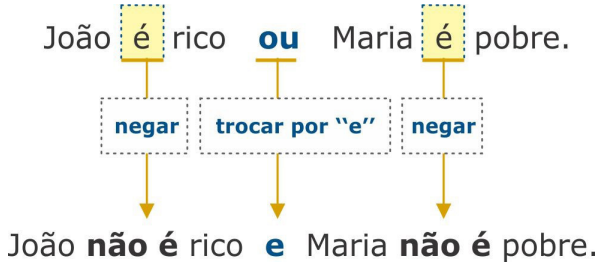 João é rico ou Maria é pobre.
negar trocar por ‘‘e’’ negar
João não é rico e Maria não é pobre.